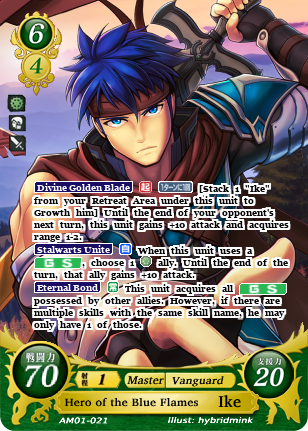 6
4
Divine Golden Blade 起 1ターンに1回 [Stack 1 "Ike"
from your Retreat Area under this unit to
Growth him] Until the end of your opponent's
next turn, this unit gains +10 attack and acquires
range 1-2.
Stalwarts Unite 自 When this unit uses a
G S, choose 1 ally. Until the end of the
turn, that ally gains +10 attack.
Eternal Bond 常 This unit acquires all G S
possessed by other allies. However, if there are
multiple skills with the same skill name, he may
only have 1 of those.
戦闘力
70
射程 1
Master Vanguard
支援力
20
Hero of the Blue Flames Ike
AM01-021 Illust: hybridmink